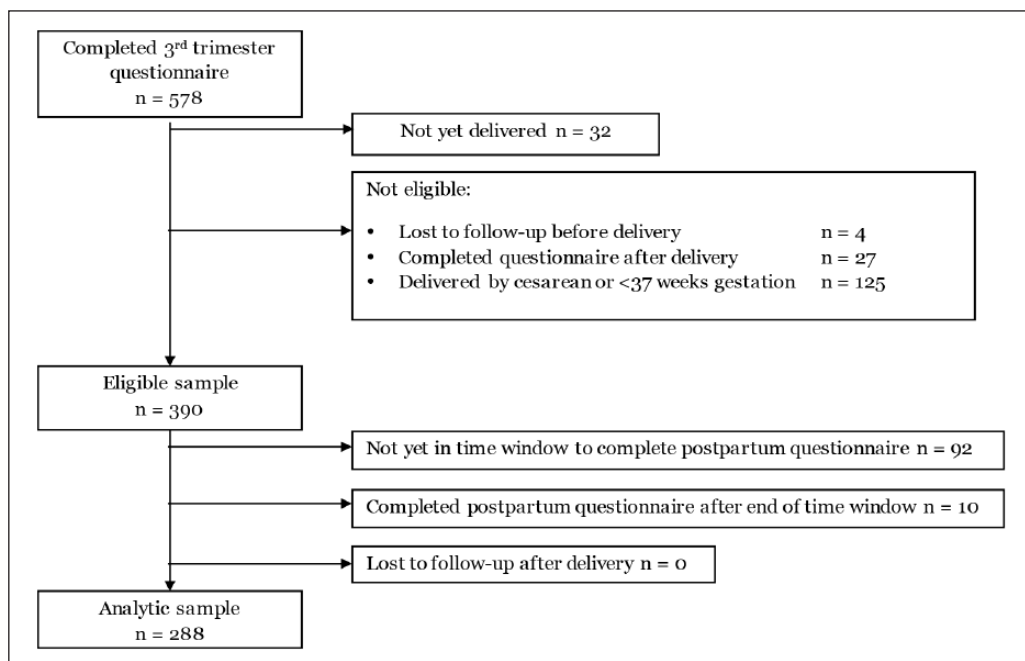 Completed 3rd trimester
questionnaire
n = 578
Not yet delivered n = 32
Not eligible:
• Lost to follow-up before delivery n = 4
• Completed questionnaire after delivery n = 27
• Delivered by cesarean or <37 weeks gestation n = 125
Eligible sample
n = 390
Not yet in time window to complete postpartum questionnaire n = 92
Completed postpartum questionnaire after end of time window n = 10
Lost to follow-up after delivery n = 0
Analytic sample
n = 288